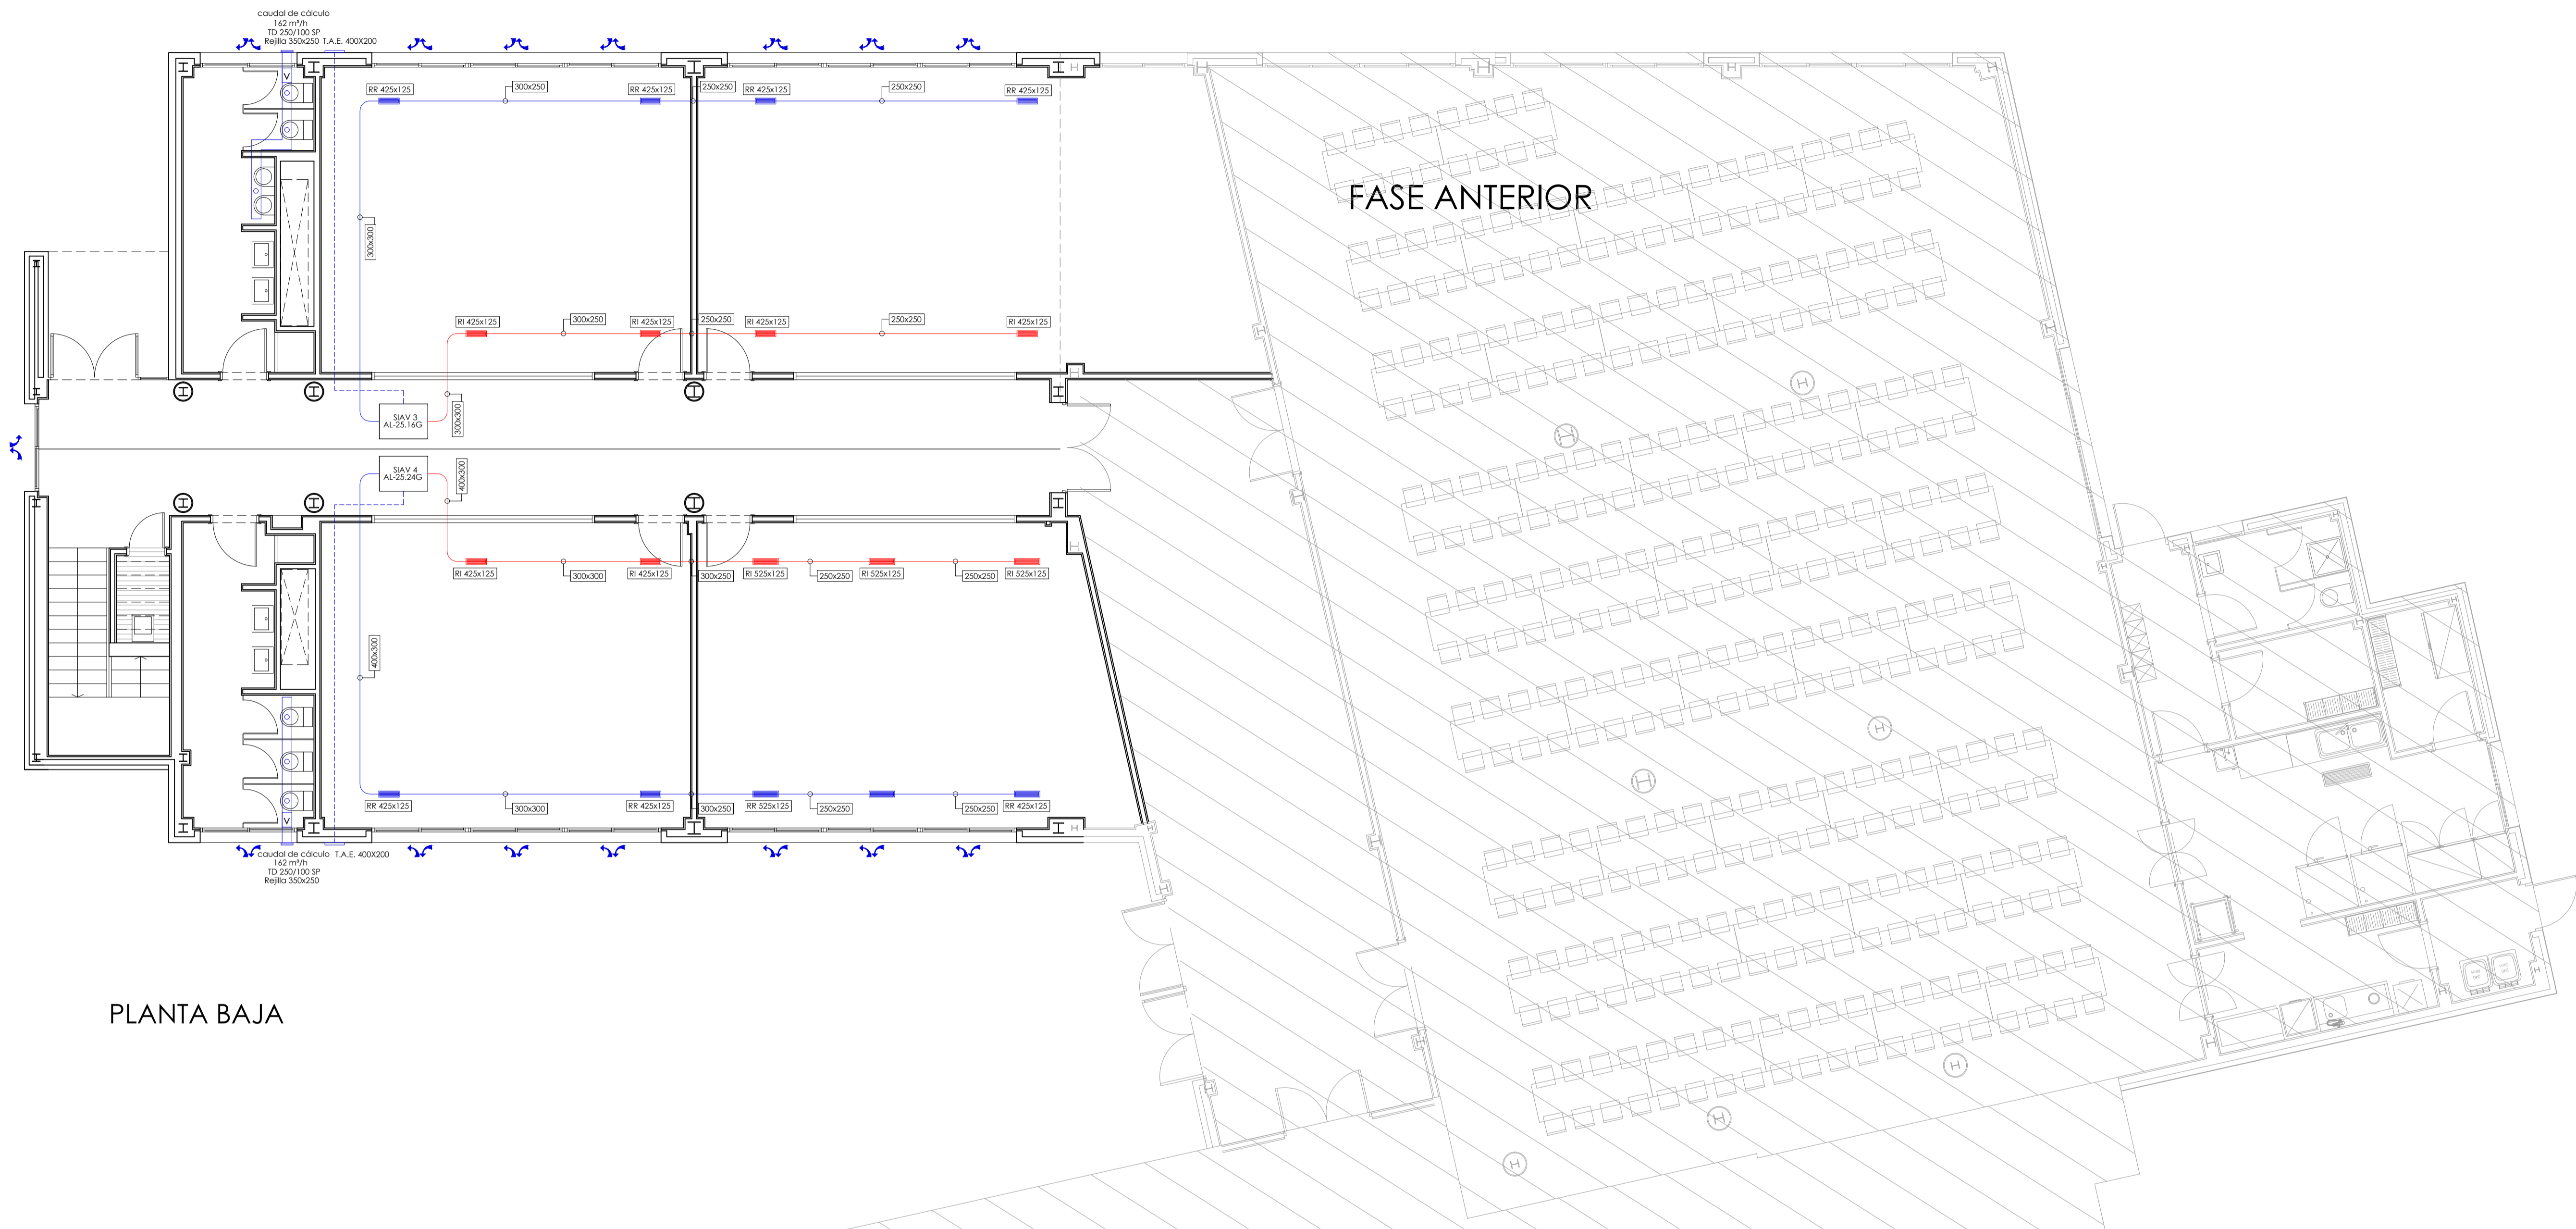 caudal de cálculo
162 m³/h
TD 250/100 SP
Rejilla 350x250 T.A.E. 400X200
V
RR 425x125
300x250
RR 425x125
250x250
RR 425x125
250x250
RR 425x125
FASE ANTERIOR
300x300
RI 425x125
300x250
RI 425x125
250x250
RI 425x125
250x250
RI 425x125
SIAV 3
AL-25.16G
300x300
SIAV 4
AL-25.24G
400x300
RI 425x125
300x300
RI 425x125
300x250
RI 525x125
250x250
250x250
RI 525x125
400x300
RR 425x125
300x300
RR 425x125
300x250
RR 525x125
250x250
250x250
RR 425x125
V
caudal de cálculo T.A.E. 400X200
162 m³/h
TD 250/100 SP
Rejilla 350x250
PLANTA BAJA